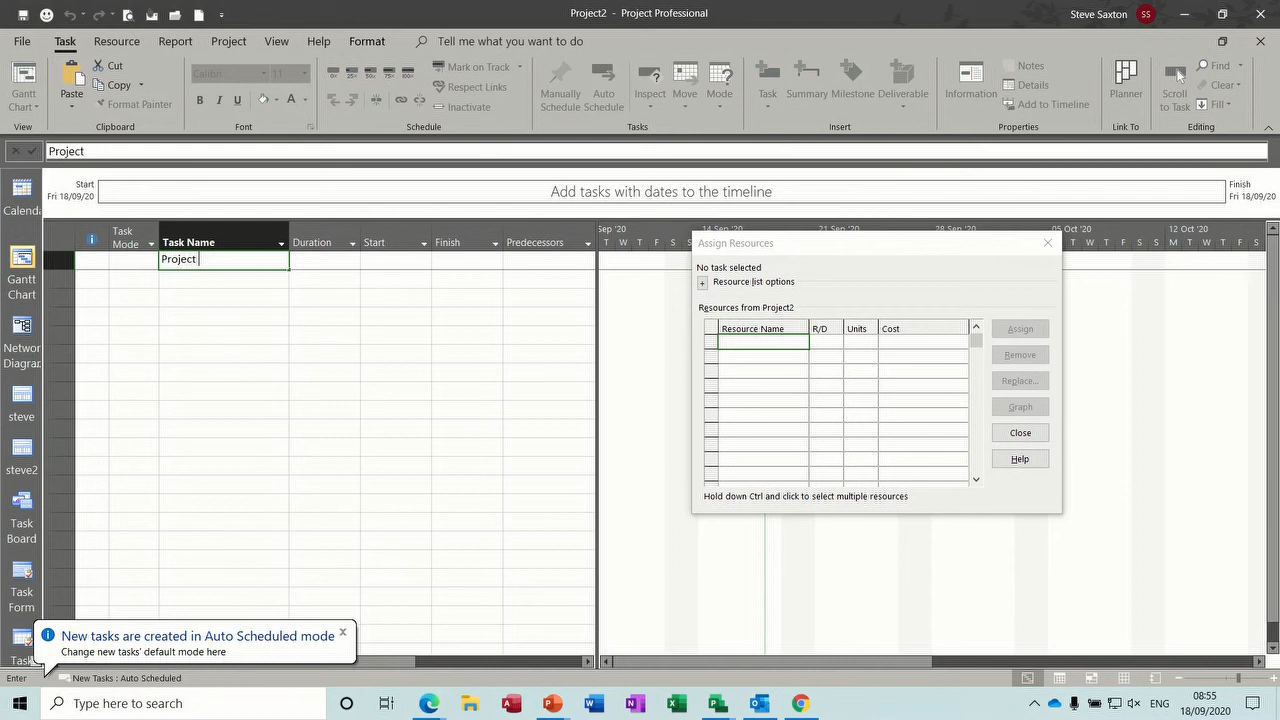 Project2 - Project Professional
Steve Saxton
SS
File
Task
Resource
Report
Project
View
Help
Format
Tell me what you want to do
Gantt
Chart
View
Paste
Cut
Copy
Format Painter
Clipboard
Calibri
11
B
I
U
A
Font
0%
25%
50%
75%
100%
Mark on Track
Respect Links
Inactivate
Schedule
Manually
Schedule
Auto
Schedule
Inspect
Move
Mode
Tasks
Task
Summary
Milestone
Deliverable
Insert
Information
Notes
Details
Add to Timeline
Properties
Planner
Link To
Scroll
to Task
Find
Clear
Fill
Editing
Project
Start
Fri 18/09/20
Add tasks with dates to the timeline
Finish
Fri 18/09/20
Calenda
Gantt
Chart
Network
Diagram
steve
steve2
Task
Board
Task
Form
Task
Task
Mode
Task Name
Duration
Start
Finish
Predecessors
Project
Sep '20
14 Sep '20
21 Sep '20
28 Sep '20
05 Oct '20
12 Oct '20
T W T F S
M T W T F S
Assign Resources
No task selected
+ Resource list options
Resources from Project2
Resource Name
R/D
Units
Cost
Assign
Remove
Replace...
Graph
Close
Help
Hold down Ctrl and click to select multiple resources
New tasks are created in Auto Scheduled mode
x
Change new tasks' default mode here
Enter
New Tasks : Auto Scheduled
Type here to search
ENG
08:55
18/09/2020